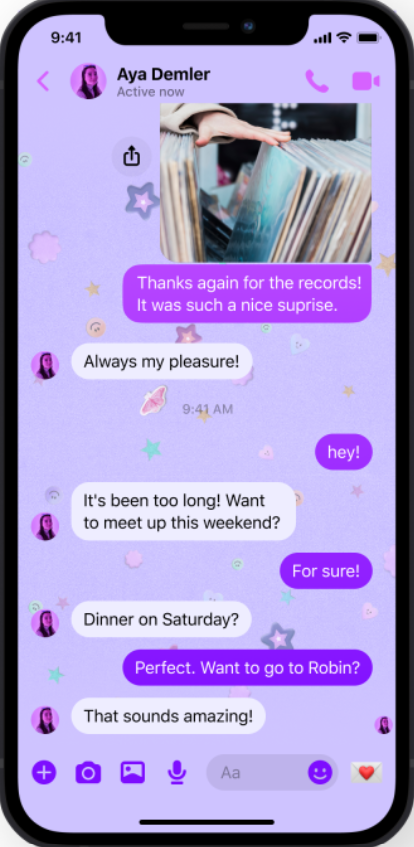 9:41
Aya Demler
Active now
Thanks again for the records!
It was such a nice suprise.
Always my pleasure!
9:41 AM
hey!
It's been too long! Want
to meet up this weekend?
For sure!
Dinner on Saturday?
Perfect. Want to go to Robin?
That sounds amazing!
Aa